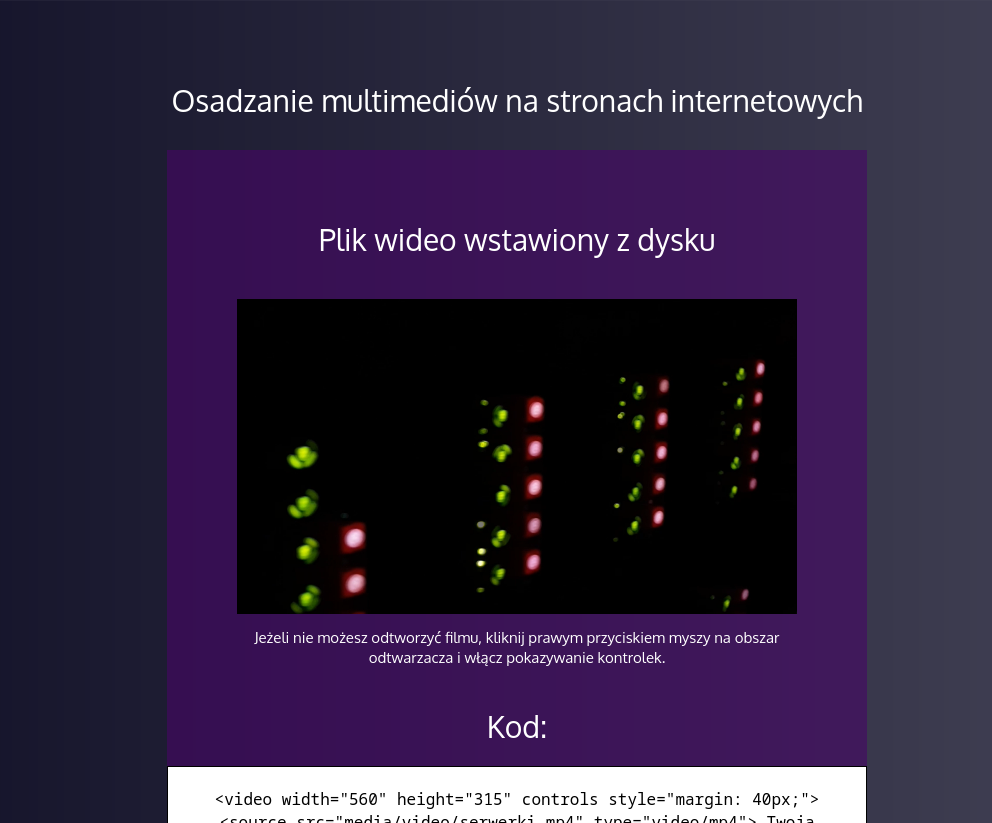 Osadzanie multimediów na stronach internetowych
Plik wideo wstawiony z dysku
Jeżeli nie możesz odtworzyć filmu, kliknij prawym przyciskiem myszy na obszar
odtwarzacza i włącz pokazywanie kontrolek.
Kod:
<video width="560" height="315" controls style="margin: 40px;">
<source src="media/video/serwerki.mp4" type="video/mp4"> Twoja